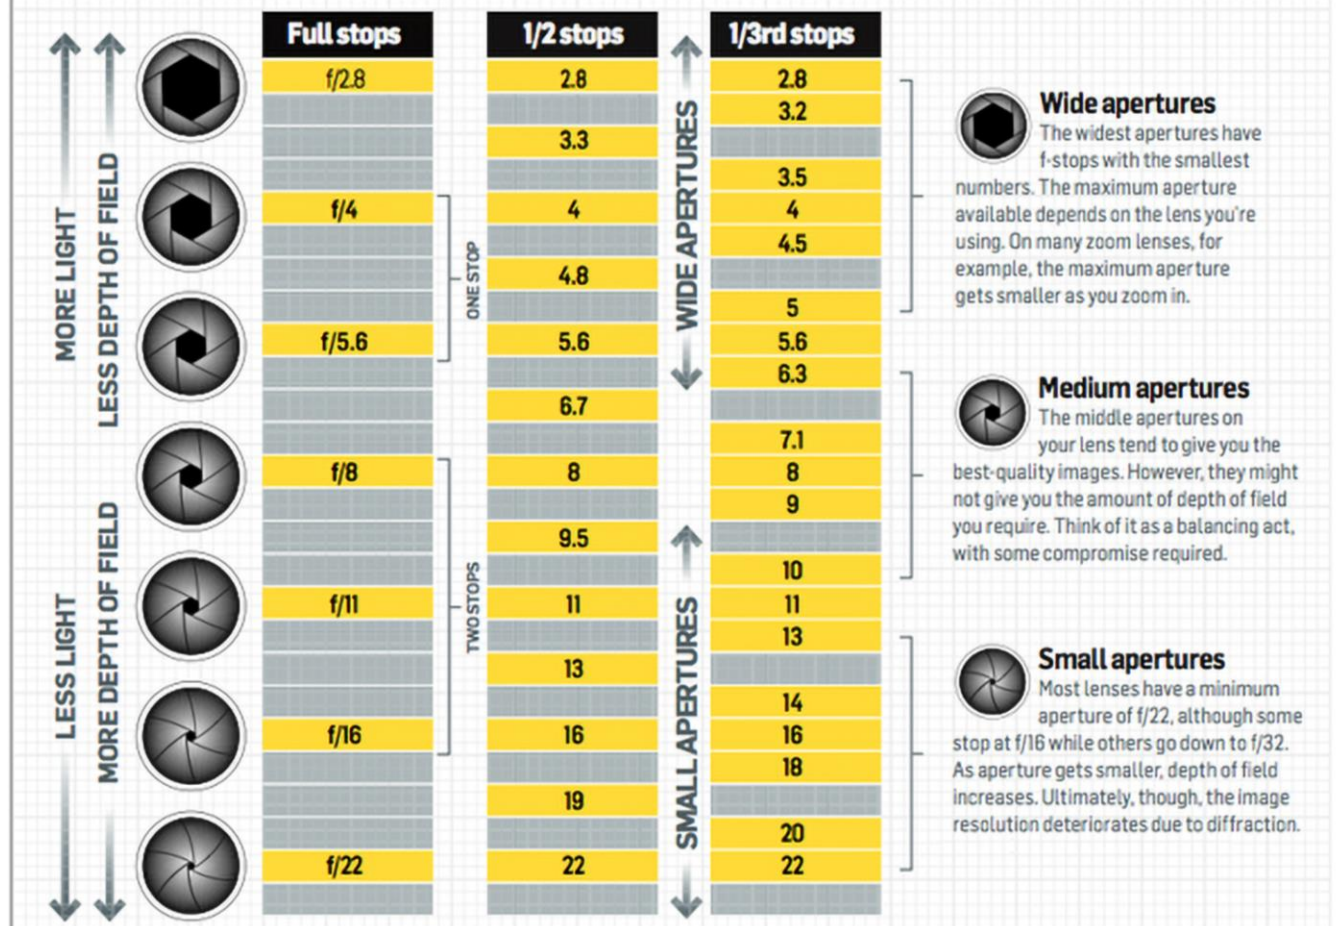 MORE LIGHT
LESS DEPTH OF FIELD
LESS LIGHT
MORE DEPTH OF FIELD
Full stops
f/2.8
f/4
f/5.6
f/8
f/11
f/16
f/22
ONE STOP
TWO STOPS
1/2 stops
2.8
3.3
4
4.8
5.6
6.7
8
9.5
11
13
16
19
22
WIDE APERTURES
SMALL APERTURES
1/3rd stops
2.8
3.2
3.5
4
4.5
5
5.6
6.3
7.1
8
9
10
11
13
14
16
18
20
22
Wide apertures
The widest apertures have
f-stops with the smallest
numbers. The maximum aperture
available depends on the lens you're
using. On many zoom lenses, for
example, the maximum aperture
gets smaller as you zoom in.
Medium apertures
The middle apertures on
your lens tend to give you the
best-quality images. However, they might
not give you the amount of depth of field
you require. Think of it as a balancing act,
with some compromise required.
Small apertures
Most lenses have a minimum
aperture of f/22, although some
stop at f/16 while others go down to f/32.
As aperture gets smaller, depth of field
increases. Ultimately, though, the image
resolution deteriorates due to diffraction.